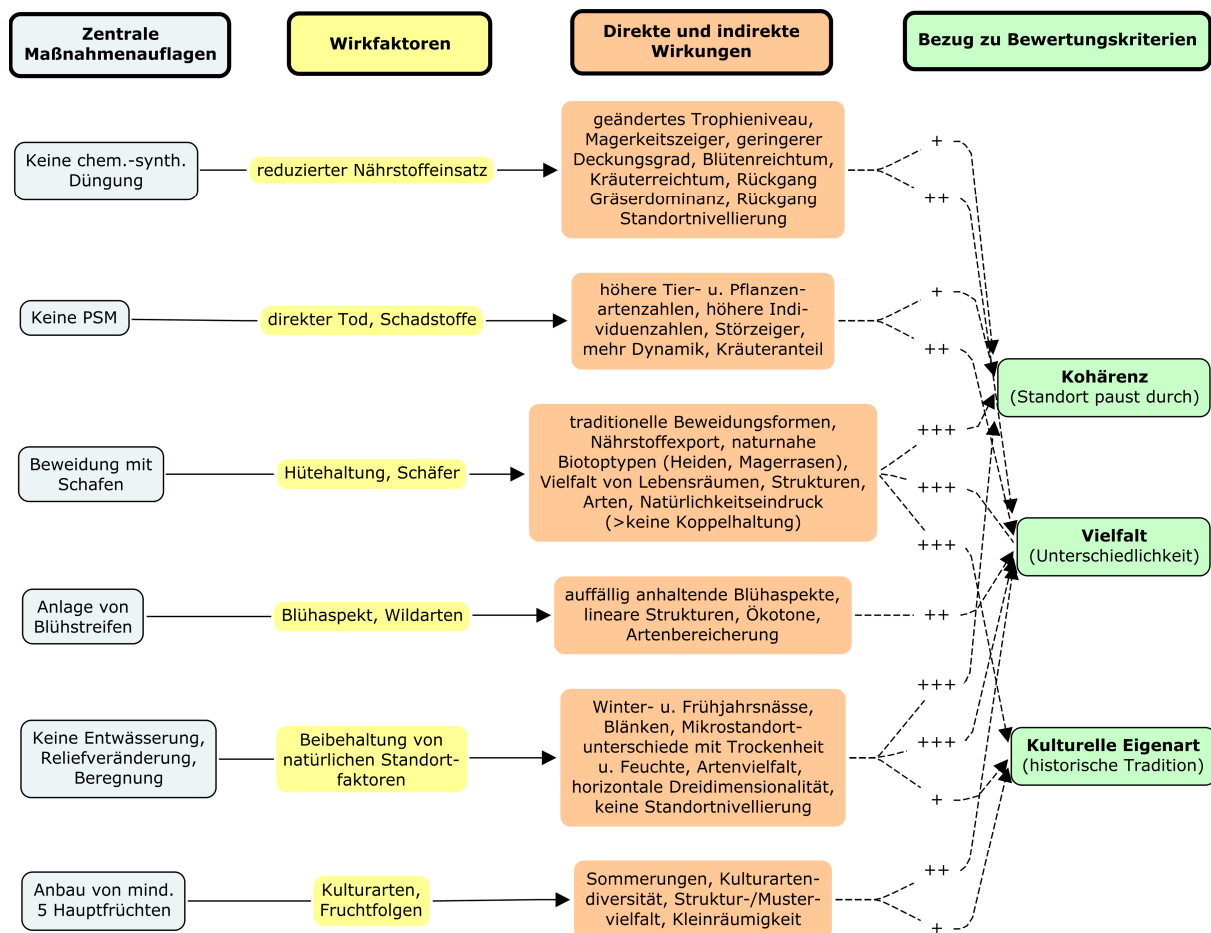 Zentrale
Maßnahmenauflagen
Wirkfaktoren
Direkte und indirekte
Wirkungen
Bezug zu Bewertungskriterien
Keine chem.-synth.
Düngung
reduzierter Nährstoffeinsatz
geändertes Trophieniveau,
Magerkeitszeiger, geringerer
Deckungsgrad, Blütenreichtum,
Kräuterreichtum, Rückgang
Gräserdominanz, Rückgang
Standortnivellierung
+
++
Keine PSM
direkter Tod, Schadstoffe
höhere Tier- u. Pflanzen-
artenzahlen, höhere Indi-
viduenzahlen, Störzeiger,
mehr Dynamik, Kräuteranteil
+
++
Kohärenz
(Standort paust durch)
Beweidung mit
Schafen
Hütehaltung, Schäfer
traditionelle Beweidungsformen,
Nährstoffexport, naturnahe
Biotoptypen (Heiden, Magerrasen),
Vielfalt von Lebensräumen, Strukturen,
Arten, Natürlichkeitseindruck
(>keine Koppelhaltung)
+++
+++
+++
Vielfalt
(Unterschiedlichkeit)
Anlage von
Blühstreifen
Blühaspekt, Wildarten
auffällig anhaltende Blühaspekte,
lineare Strukturen, Ökotone,
Artenbereicherung
++
Keine Entwässerung,
Reliefveränderung,
Beregnung
Beibehaltung von
natürlichen Standort-
faktoren
Winter- u. Frühjahrsnässe,
Blänken, Mikrostandort-
unterschiede mit Trockenheit
u. Feuchte, Artenvielfalt,
horizontale Dreidimensionalität,
keine Standortnivellierung
+++
+++
+
Kulturelle Eigenart
(historische Tradition)
Anbau von mind.
5 Hauptfrüchten
Kulturarten,
Fruchtfolgen
Sommerungen, Kulturarten-
diversität, Struktur-/Muster-
vielfalt, Kleinräumigkeit
++
+